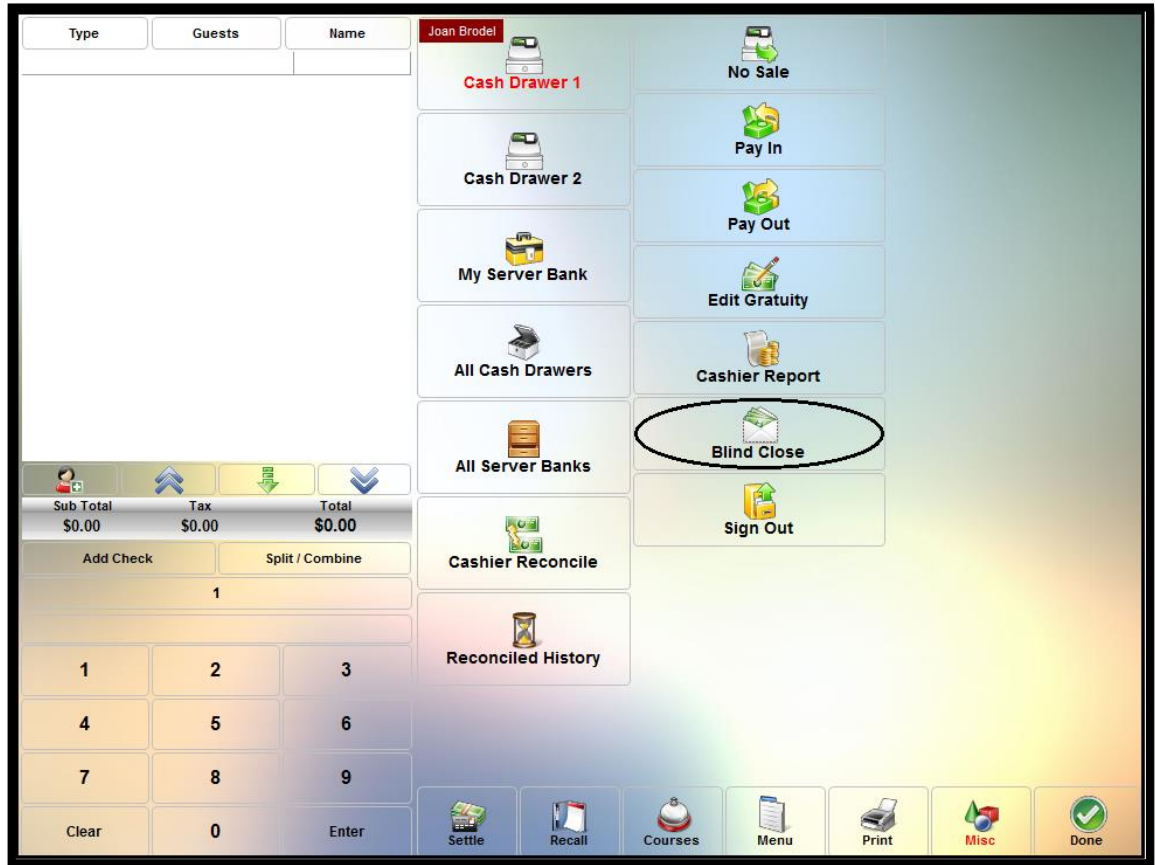 Type Guests Name
Joan Brodel
Cash Drawer 1
Cash Drawer 2
My Server Bank
All Cash Drawers
All Server Banks
Cashier Reconcile
Reconciled History
No Sale
Pay In
Pay Out
Edit Gratuity
Cashier Report
Blind Close
Sign Out
Sub Total Tax Total
$0.00 $0.00 $0.00
Add Check Split / Combine
1
1 2 3
4 5 6
7 8 9
Clear 0 Enter
Settle Recall Courses Menu Print Misc Done